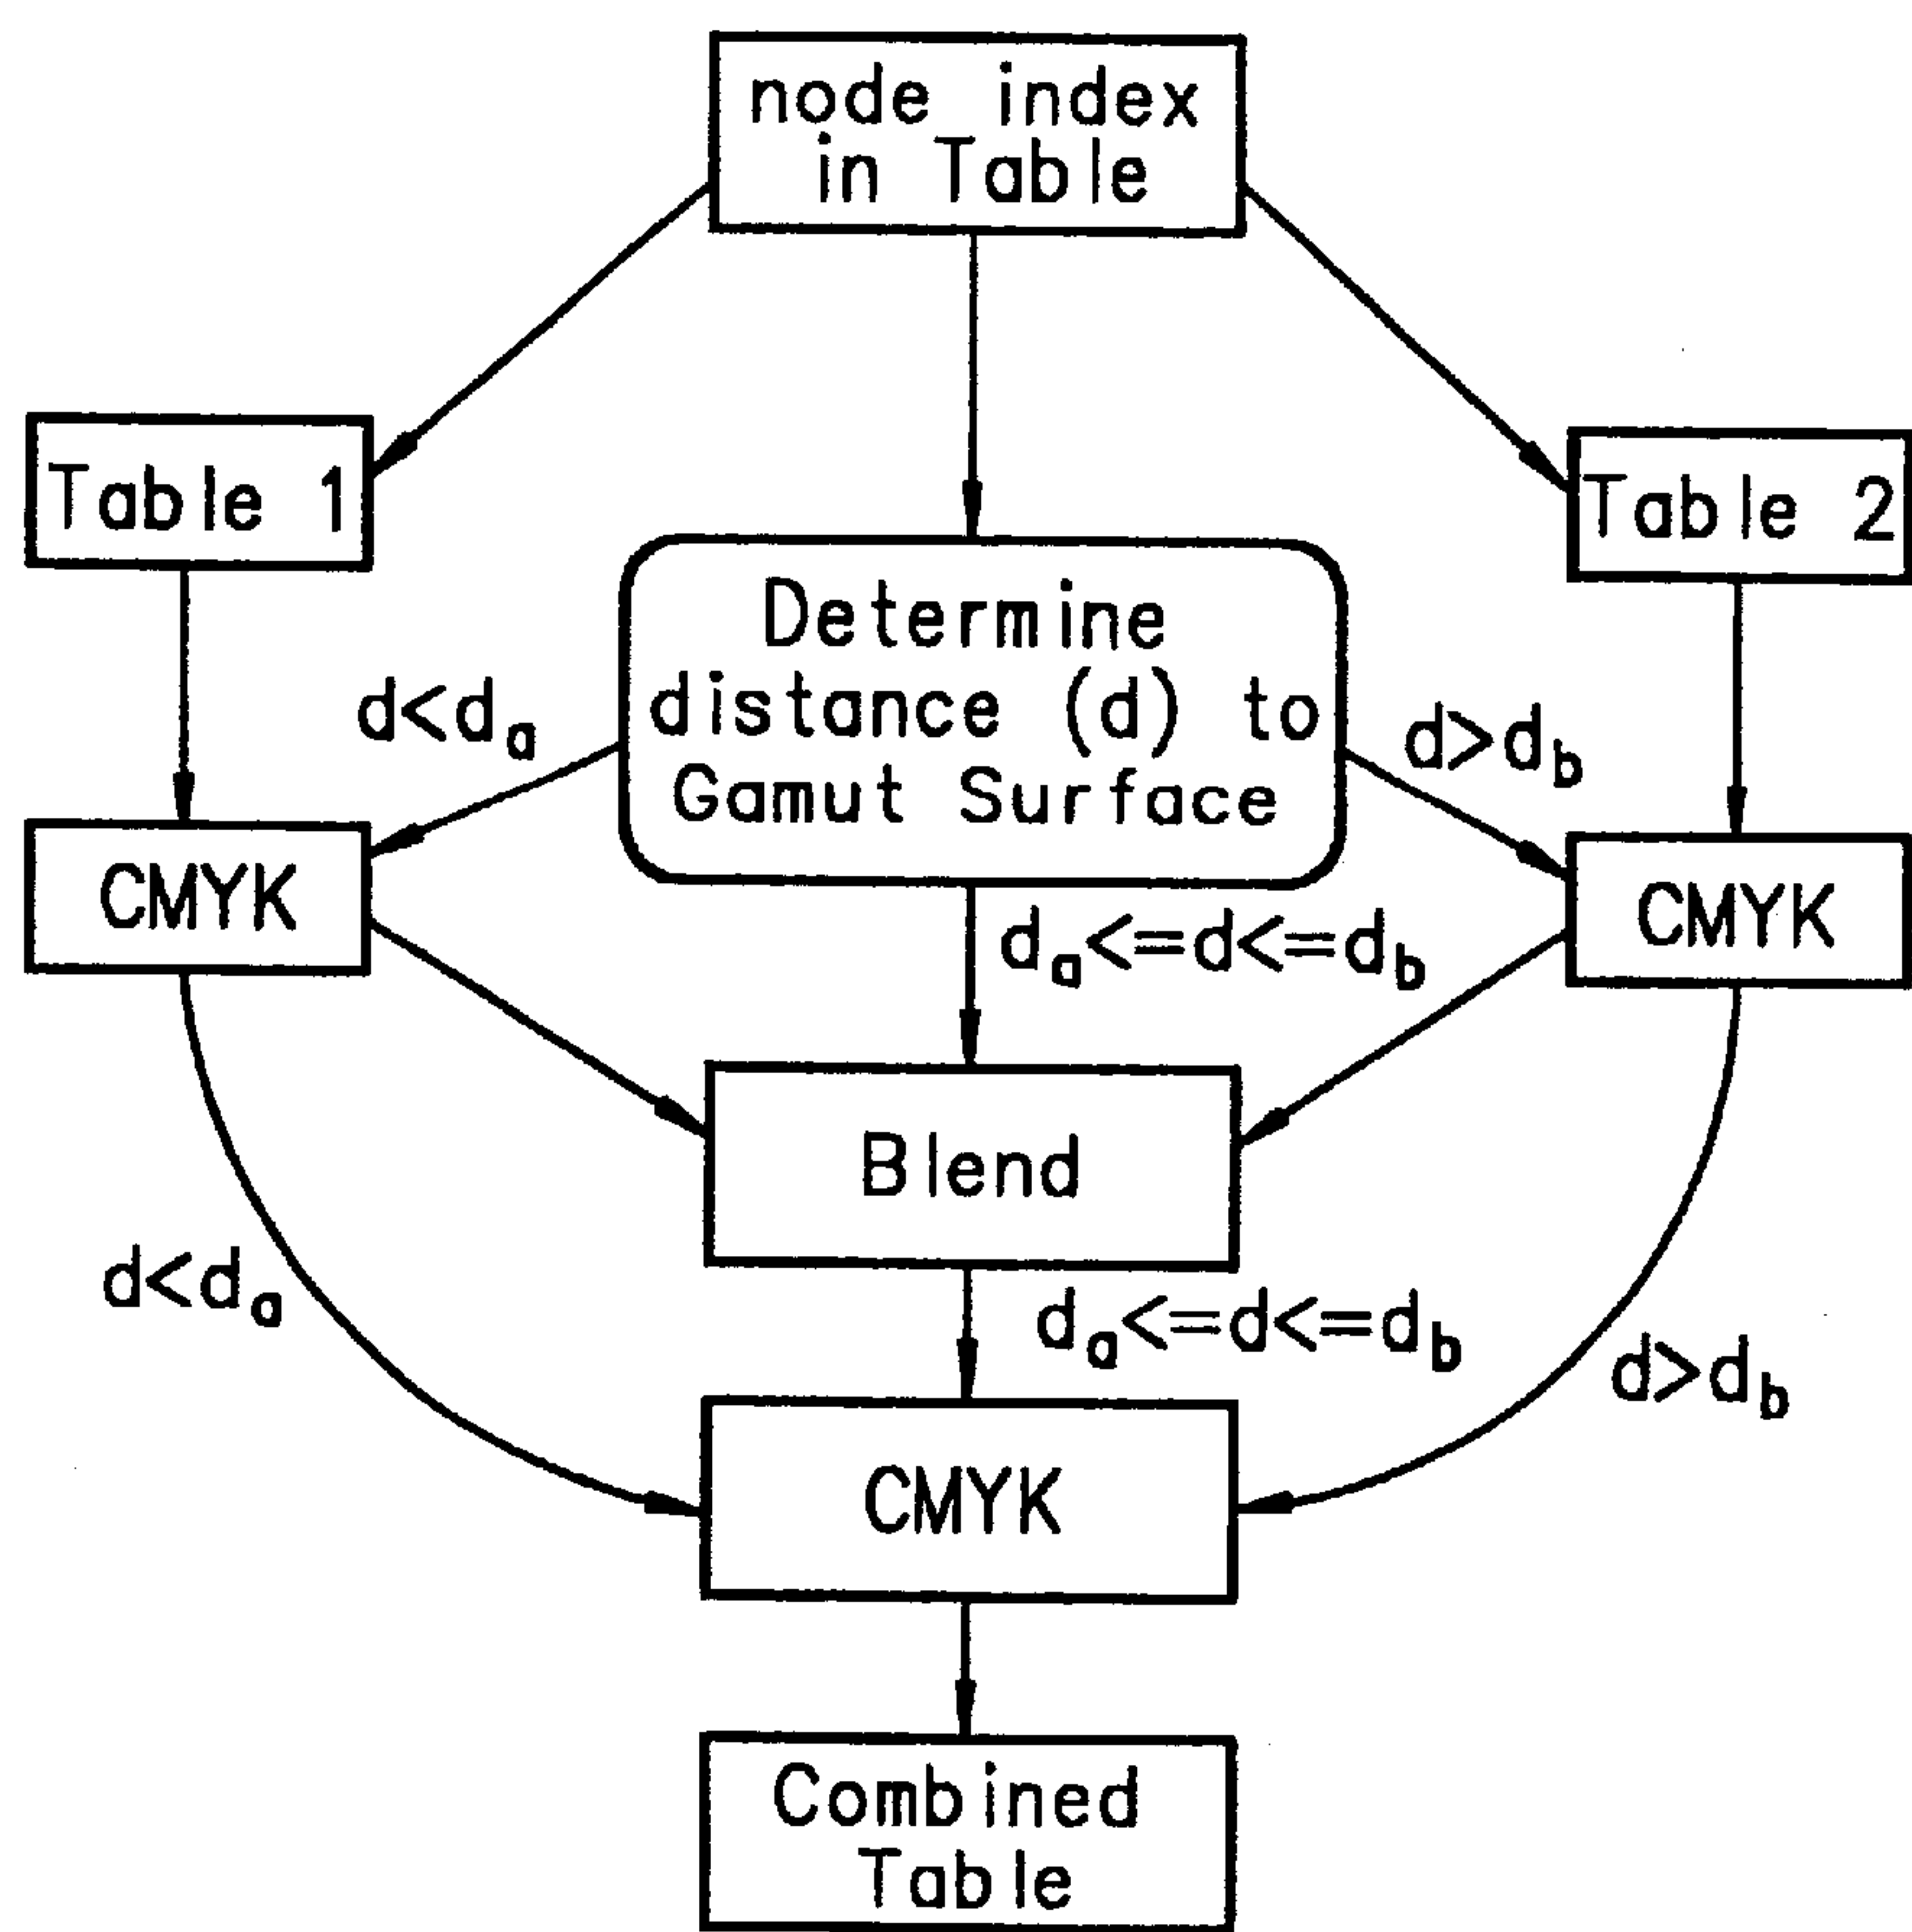 node index
in Table
Table 1
Table 2
Determine
distance (d) to
Gamut Surface
d<da
d>db
CMYK
CMYK
da<=d<=db
Blend
d<da
da<=d<=db
d>db
CMYK
Combined
Table